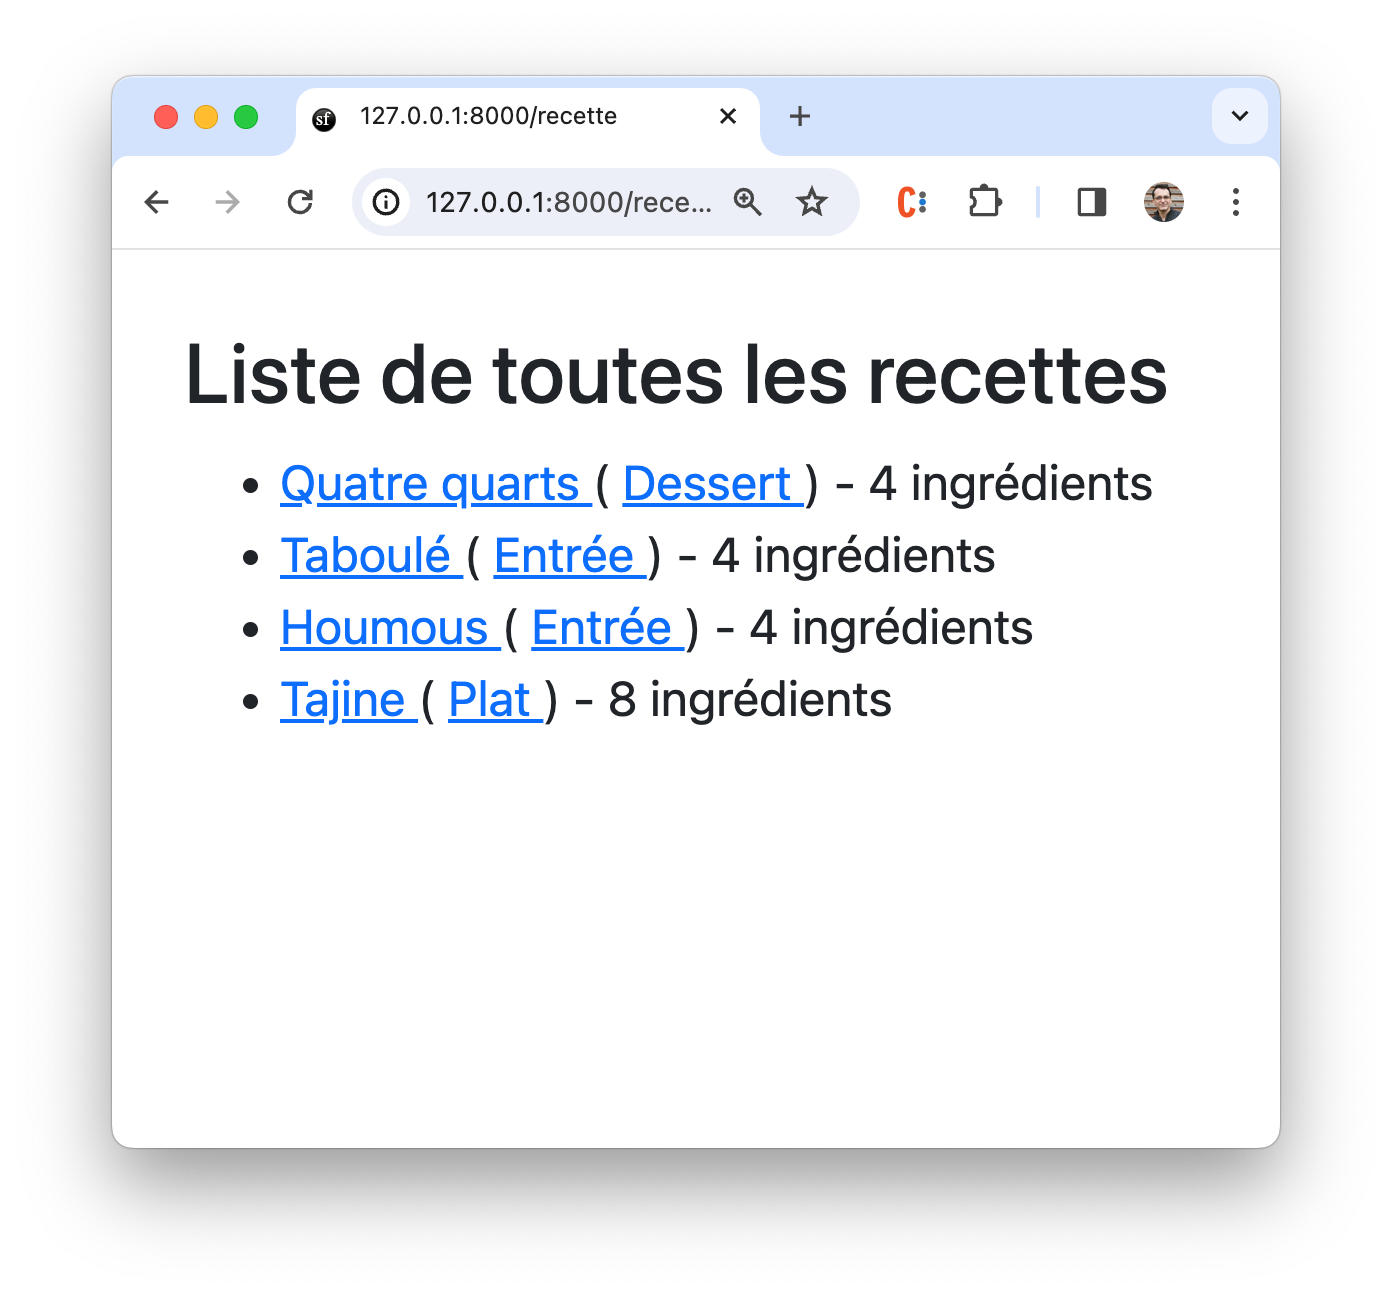 sf 127.0.0.1:8000/recette
127.0.0.1:8000/rece...
Liste de toutes les recettes
• Quatre quarts ( Dessert ) - 4 ingrédients
• Taboulé ( Entrée ) - 4 ingrédients
• Houmous ( Entrée ) - 4 ingrédients
• Tajine ( Plat ) - 8 ingrédients